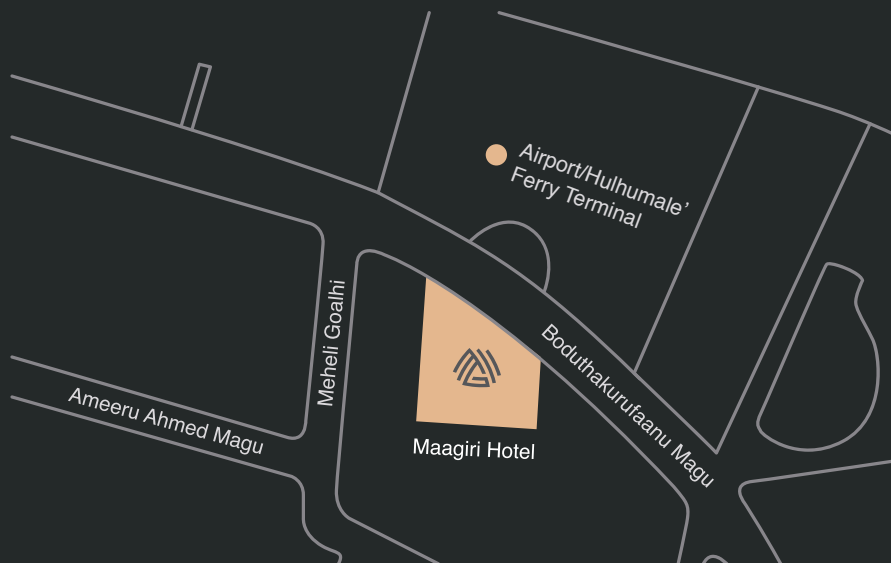 Airport/Hulhumale’
Ferry Terminal
Meheli Goalhi
Boduthakurufaanu Magu
Ameeru Ahmed Magu
Maagiri Hotel